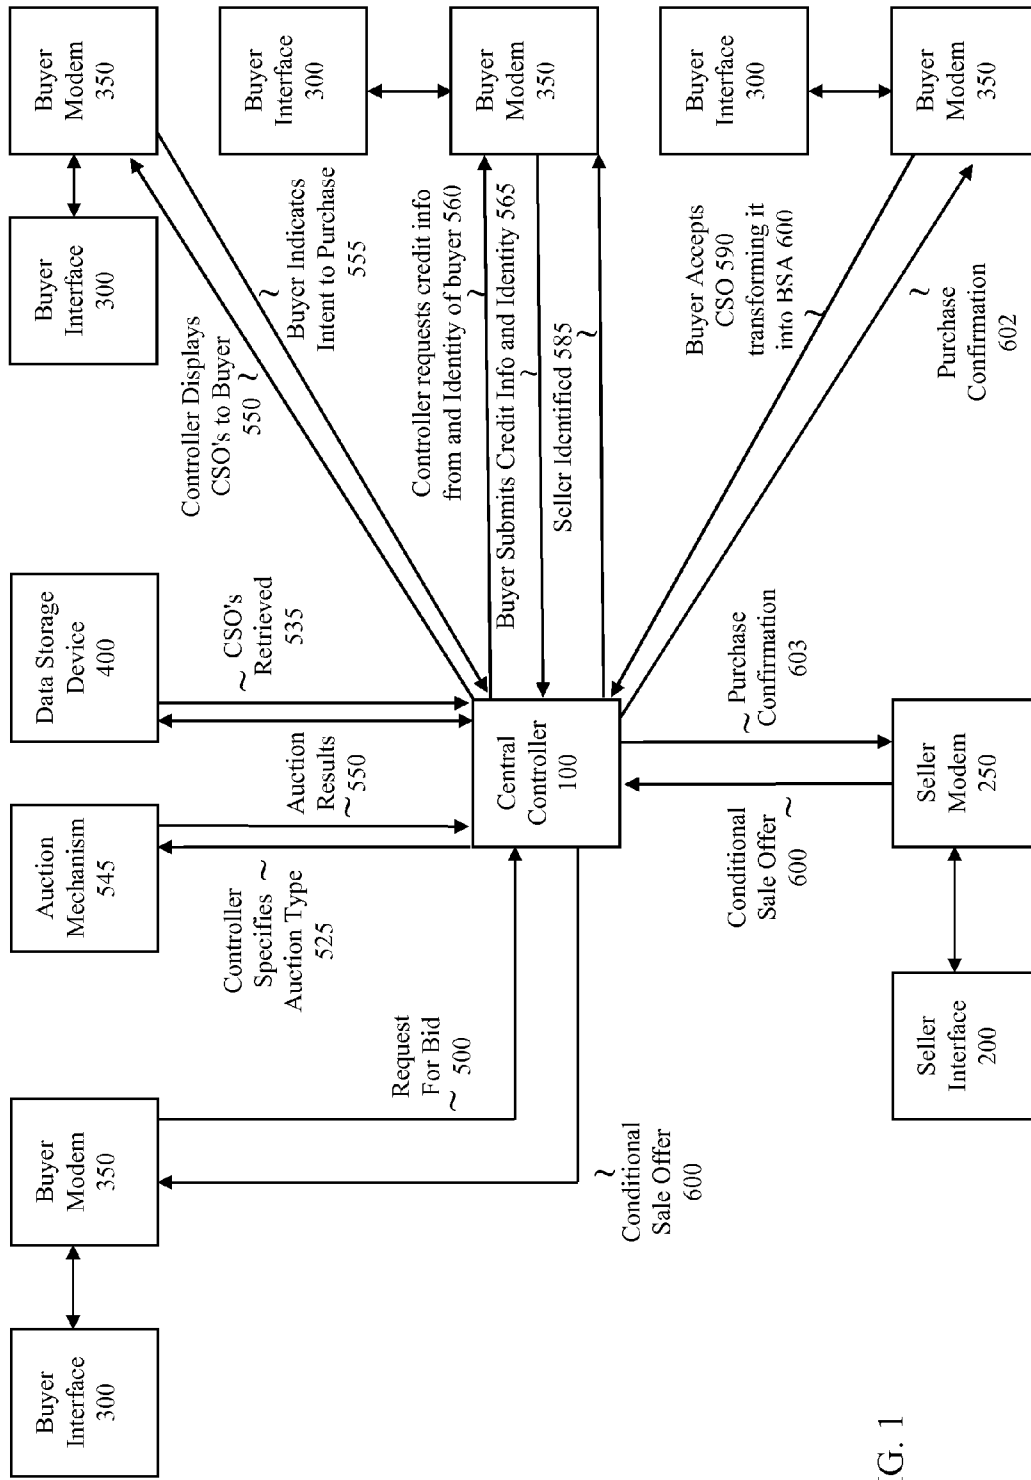 Buyer
Interface
300
Buyer
Modem
350
Auction
Mechanism
545
Data Storage
Device
400
Buyer
Interface
300
Buyer
Modem
350
Controller
Specifies
Auction Type
525
Auction
Results
550
CSO's
Retrieved
535
Controller Displays
CSO's to Buyer
550
Buyer Indicates
Intent to Purchase
555
Buyer
Interface
300
Request
For Bid
500
Conditional
Sale Offer
600
Central
Controller
100
Controller requests credit info
from and Identity of buyer 560
Buyer Submits Credit Info and Identity 565
Seller Identified 585
Buyer
Modem
350
Buyer
Interface
300
Conditional
Sale Offer
600
Purchase
Confirmation
603
Buyer Accepts
CSO 590
transforming it
into BSA 600
Purchase
Confirmation
602
Seller
Interface
200
Seller
Modem
250
Buyer
Modem
350
G. 1